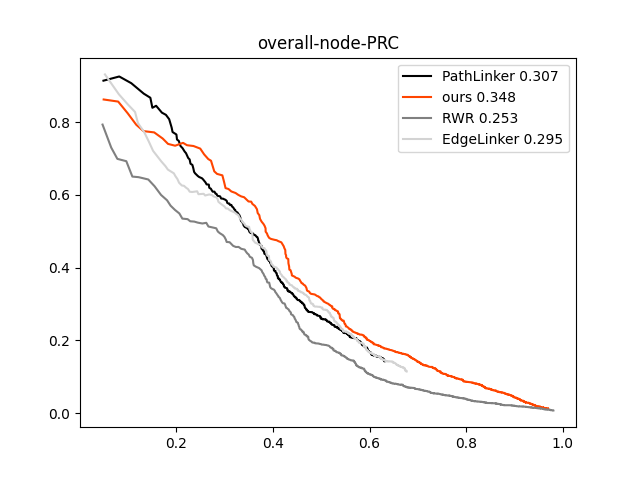 overall-node-PRC
PathLinker 0.307
ours 0.348
RWR 0.253
EdgeLinker 0.295
0.8
0.6
0.4
0.2
0.0
0.2 0.4 0.6 0.8 1.0